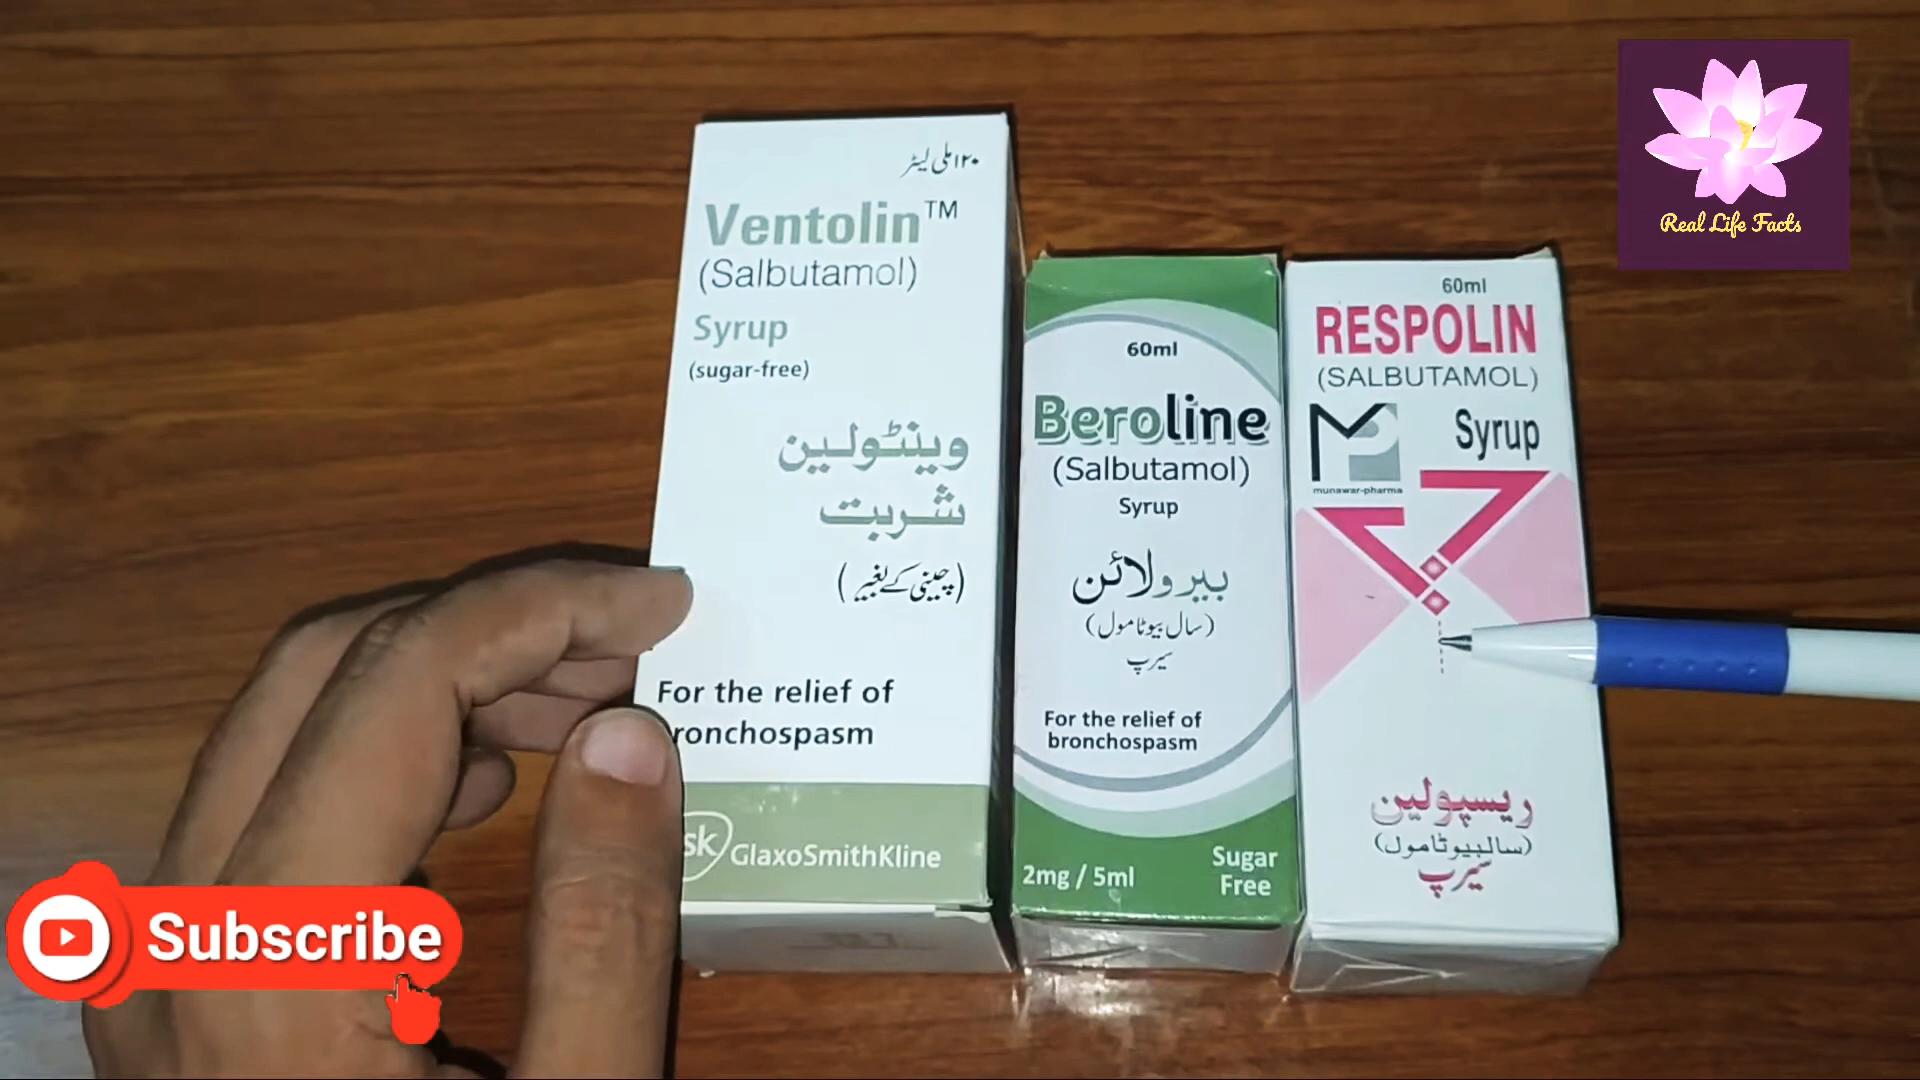 ۱۲۰ ملی لیٹر
Ventolin™
(Salbutamol)
Syrup
(sugar-free)
وینٹولین
شربت
(چینی کے بغیر)
For the relief of
ronchospasm
sk GlaxoSmithKline
60ml
Beroline
(Salbutamol)
Syrup
بیرولائن
(سال بیوٹامول)
سیرپ
For the relief of
bronchospasm
2mg / 5ml
Sugar
Free
60ml
RESPOLIN
(SALBUTAMOL)
Syrup
munawar-pharma
ریسپولین
(سالبیوٹامول)
سیرپ
Real Life Facts
Subscribe